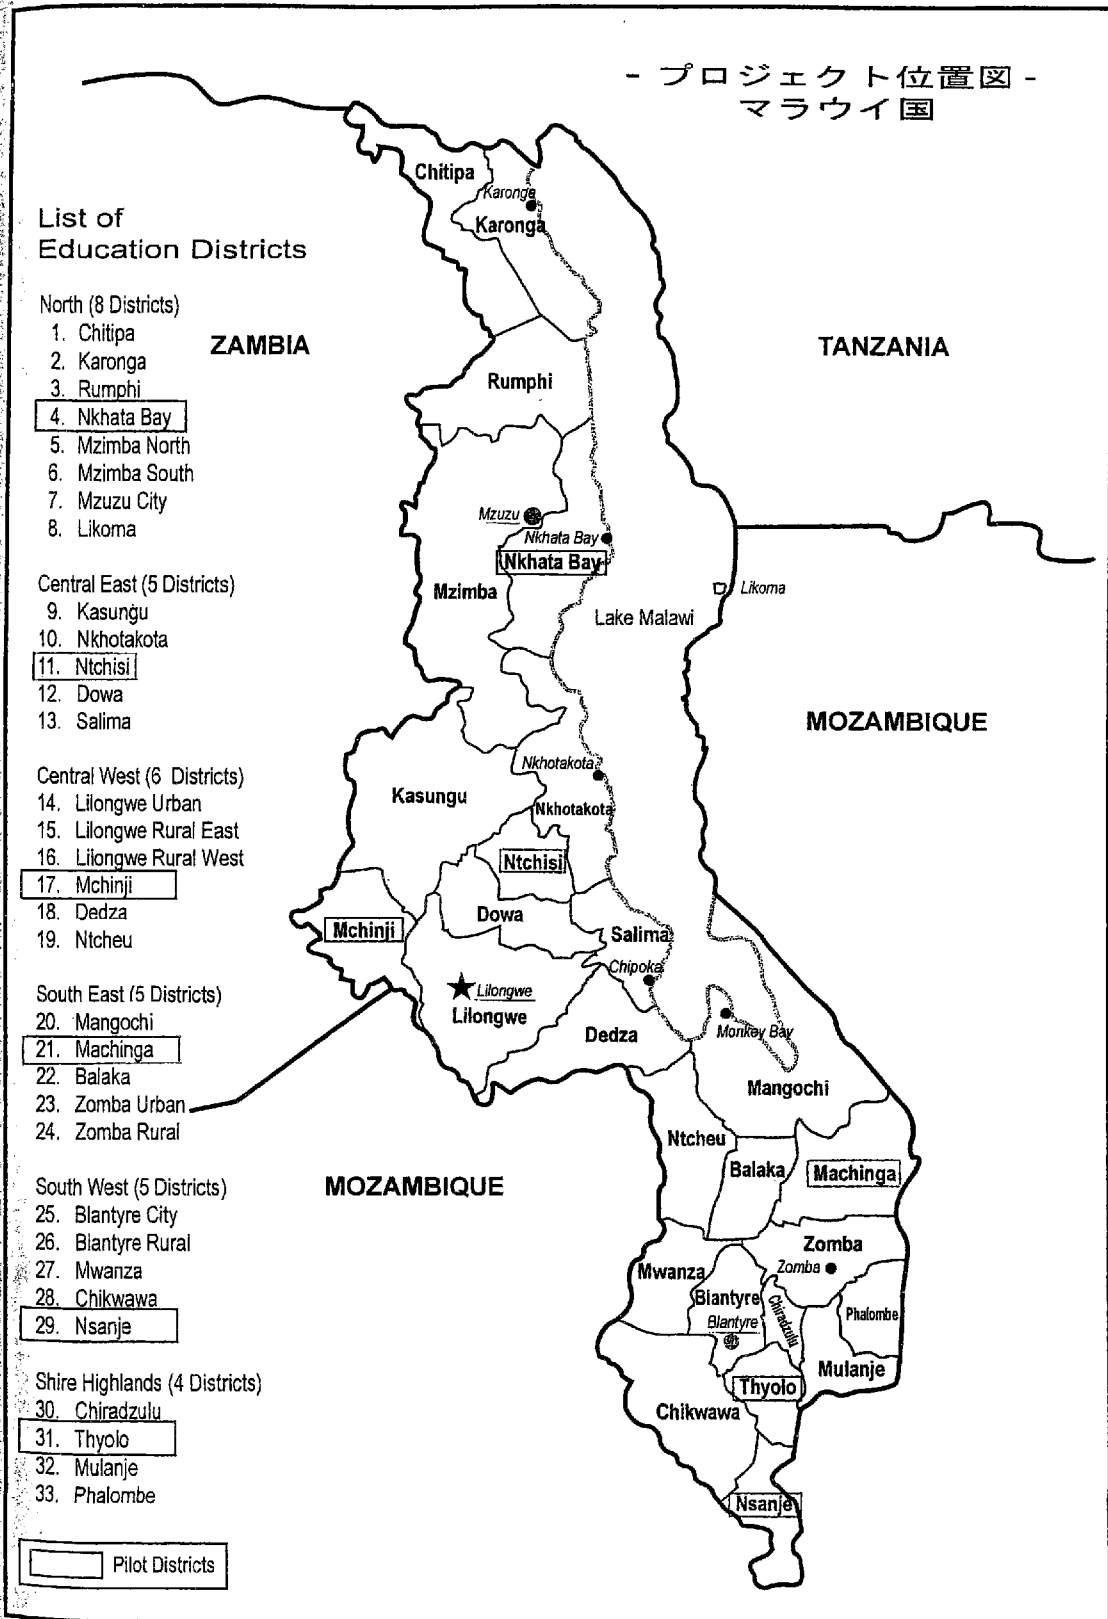 - プロジェクト位置図 -
マラウイ国
List of
Education Districts
North (8 Districts)
1. Chitipa
2. Karonga
3. Rumphi
4. Nkhata Bay
5. Mzimba North
6. Mzimba South
7. Mzuzu City
8. Likoma
Central East (5 Districts)
9. Kasungu
10. Nkhotakota
11. Ntchisi
12. Dowa
13. Salima
Central West (6 Districts)
14. Lilongwe Urban
15. Lilongwe Rural East
16. Lilongwe Rural West
17. Mchinji
18. Dedza
19. Ntcheu
South East (5 Districts)
20. Mangochi
21. Machinga
22. Balaka
23. Zomba Urban
24. Zomba Rural
South West (5 Districts)
25. Blantyre City
26. Blantyre Rural
27. Mwanza
28. Chikwawa
29. Nsanje
Shire Highlands (4 Districts)
30. Chiradzulu
31. Thyolo
32. Mulanje
33. Phalombe
Pilot Districts
Chitipa
Karonga
Karonga
ZAMBIA
TANZANIA
Rumphi
Mzuzu
Nkhata Bay
Nkhata Bay
Mzimba
Likoma
Lake Malawi
MOZAMBIQUE
Nkhotakota
Kasungu
Nkhotakota
Ntchisi
Dowa
Mchinji
Salima
Chipoka
Lilongwe
Lilongwe
Dedza
Monkey Bay
Mangochi
Ntcheu
Balaka
Machinga
MOZAMBIQUE
Zomba
Zomba
Mwanza
Blantyre
Blantyre
Chiradzulu
Phalombe
Mulanje
Thyolo
Chikwawa
Nsanje